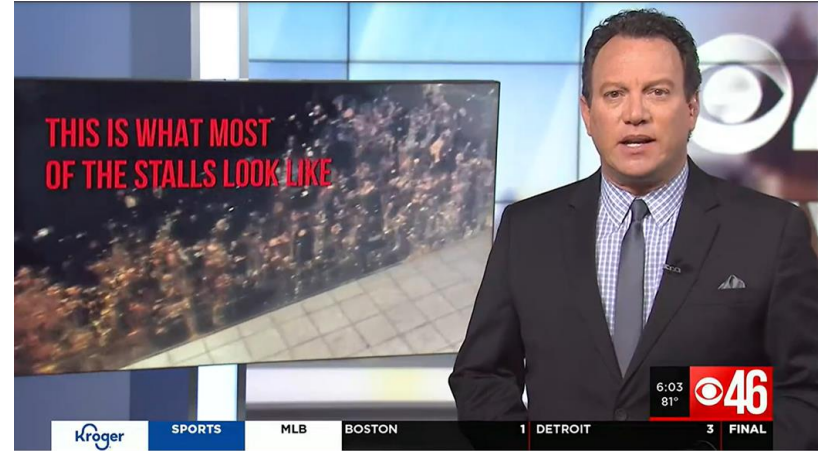 THIS IS WHAT MOST
OF THE STALLS LOOK LIKE
6:03
81°
46
Kroger
SPORTS
MLB
BOSTON 1
DETROIT 3
FINAL